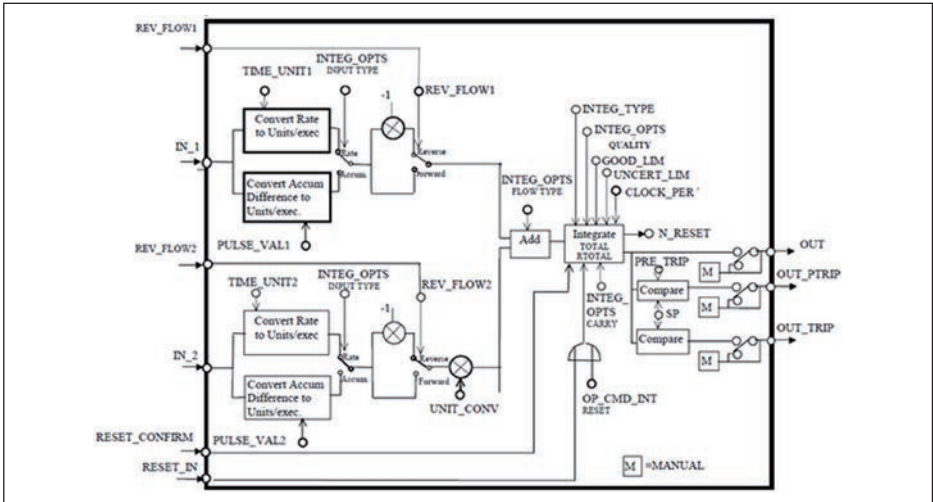 REV_FLOW1
TIME_UNIT1
INTEG_OPTS
INPUT TYPE
-1
REV_FLOW1
INTEG_TYPE
INTEG_OPTS
QUALITY
GOOD_LIM
UNCERT_LIM
CLOCK_PER
Convert Rate
to Units/exec
IN_1
Rate
Accum.
Reverse
Forward
Convert Accum
Difference to
Units/exec.
INTEG_OPTS
FLOW TYPE
PULSE_VAL1
Add
Integrate
TOTAL
RTOTAL
N_RESET
REV_FLOW2
TIME_UNIT2
INTEG_OPTS
INPUT TYPE
-1
REV_FLOW2
PRE_TRIP
M
OUT
Compare
M
OUT_PTRIP
INTEG_
OPTS
CARRY
SP
Convert Rate
to Units/exec
Compare
M
OUT_TRIP
IN_2
Rate
Accum.
Reverse
Forward
Convert Accum
Difference to
Units/exec.
UNIT_CONV
OP_CMD_INT
RESET
PULSE_VAL2
RESET_CONFIRM
RESET_IN
M =MANUAL